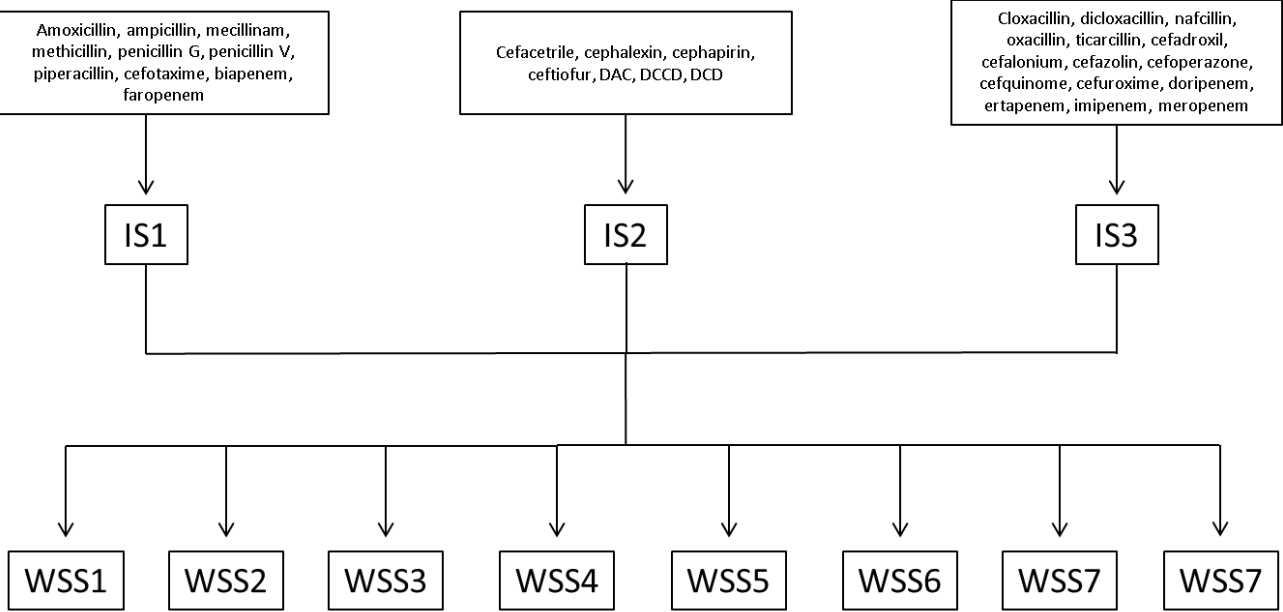 Amoxicillin, ampicillin, mecillinam,
methicillin, penicillin G, penicillin V,
piperacillin, cefotaxime, biapenem,
faropenem
Cefacetrile, cephalexin, cephapirin,
ceftiofur, DAC, DCCD, DCD
Cloxacillin, dicloxacillin, nafcillin,
oxacillin, ticarcillin, cefadroxil,
cefalonium, cefazolin, cefoperazone,
cefquinome, cefuroxime, doripenem,
ertapenem, imipenem, meropenem
IS1
IS2
IS3
WSS1
WSS2
WSS3
WSS4
WSS5
WSS6
WSS7
WSS7